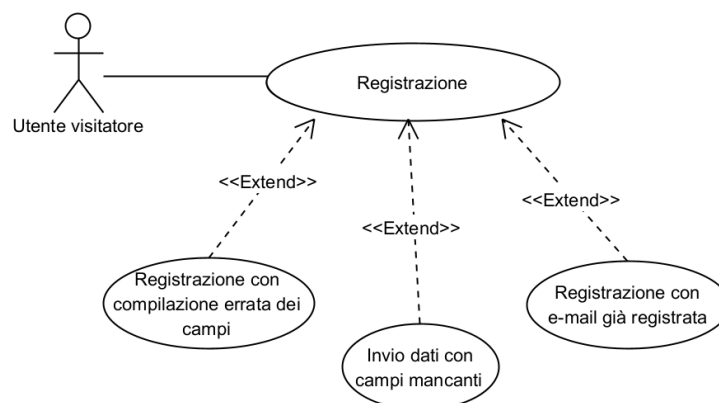 Registrazione
Utente visitatore
<<Extend>>
<<Extend>>
<<Extend>>
Registrazione con
compilazione errata dei
campi
Registrazione con
e-mail già registrata
Invio dati con
campi mancanti